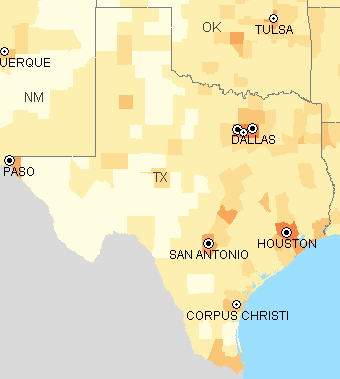 OK
TULSA
UERQUE
NM
DALLAS
PASO
TX
HOUSTON
SAN ANTONIO
CORPUS CHRISTI